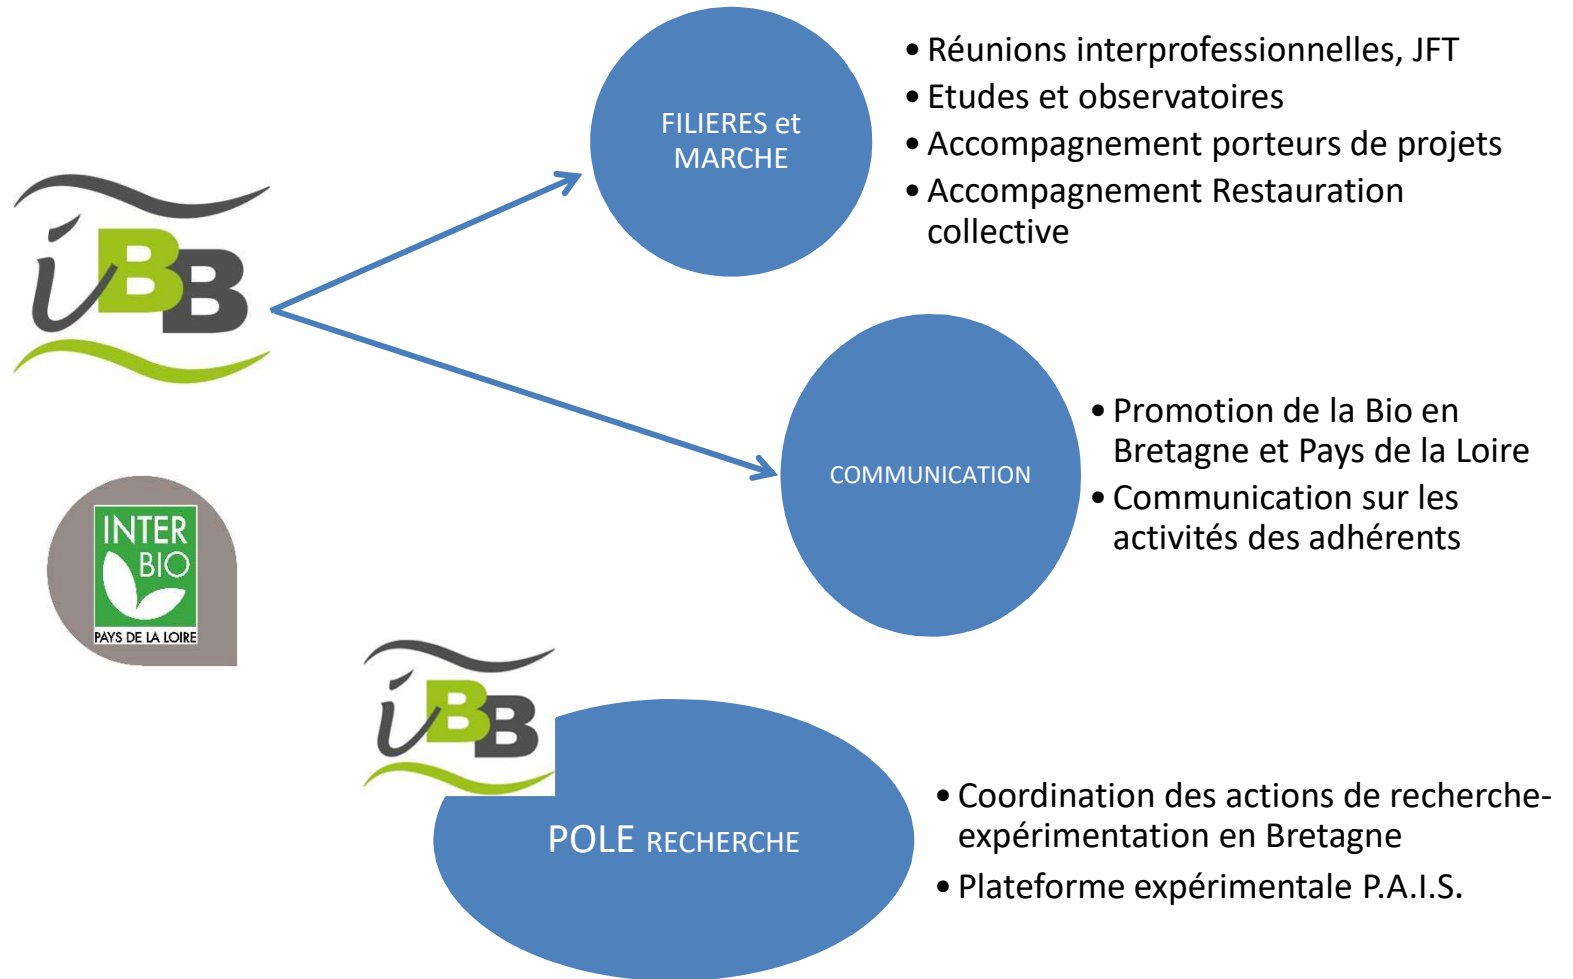 FILIERES et
MARCHE
• Réunions interprofessionnelles, JFT
• Etudes et observatoires
• Accompagnement porteurs de projets
• Accompagnement Restauration
collective
iBB
COMMUNICATION
• Promotion de la Bio en
Bretagne et Pays de la Loire
• Communication sur les
activités des adhérents
INTER
BIO
PAYS DE LA LOIRE
iBB
POLE RECHERCHE
• Coordination des actions de recherche-
expérimentation en Bretagne
• Plateforme expérimentale P.A.I.S.